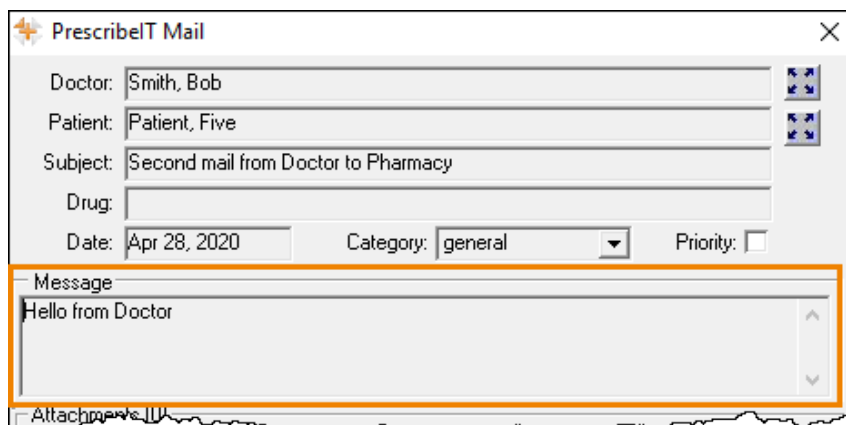 PrescribeIT Mail
Doctor: Smith, Bob
Patient: Patient, Five
Subject: Second mail from Doctor to Pharmacy
Drug:
Date: Apr 28, 2020 Category: general Priority:
Message
Hello from Doctor
Attachments